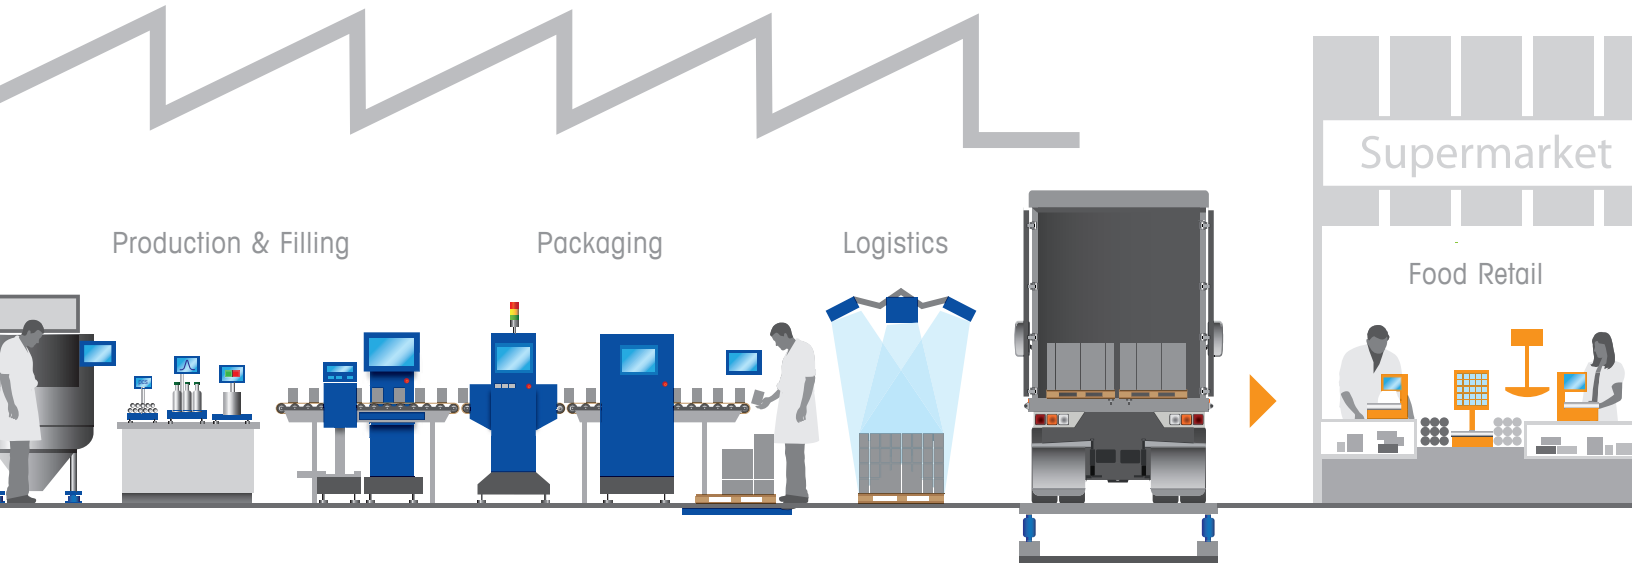 Supermarket
Production & Filling
Packaging
Logistics
Food Retail